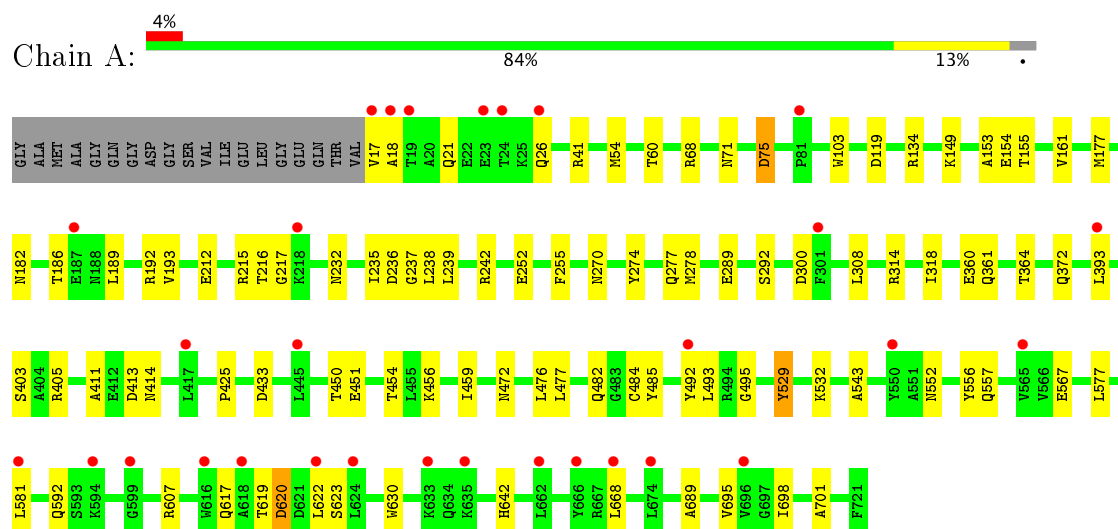 4%
Chain A:
84% 13% .
GLY ALA MET ALA GLY GLN GLY ASP GLY SER VAL ILE GLU LEU GLY GLU GLN THR VAL V17 A18 T19 A20 Q21 E22 E23 T24 K25 Q26 R41 M54 T60 R68 N71 D75 P81 W103 D119 R134 K149 A153 E154 T155 V161 M177
N182 T186 E187 N188 L189 R192 V193 E212 R215 T216 G217 K218 N232 I235 D236 G237 L238 L239 R242 E252 F255 N270 Y274 Q277 M278 E289 S292 D300 F301 L308 R314 I318 E360 Q361 T364 Q372 L393
S403 A404 R405 A411 E412 D413 N414 L417 P425 D433 L445 T450 E451 T454 L455 K456 I459 N472 L476 L477 Q482 G483 C484 Y485 Y492 L493 R494 G495 Y529 K532 A543 Y550 A551 N552 Y556 Q557 V565 V566 E567 L577
L581 Q592 S593 K594 G599 R607 W616 Q617 A618 T619 D620 D621 L622 S623 L624 W630 K633 Q634 K635 H642 L662 Y666 R667 L668 L674 A689 V695 V696 G697 I698 A701 F721